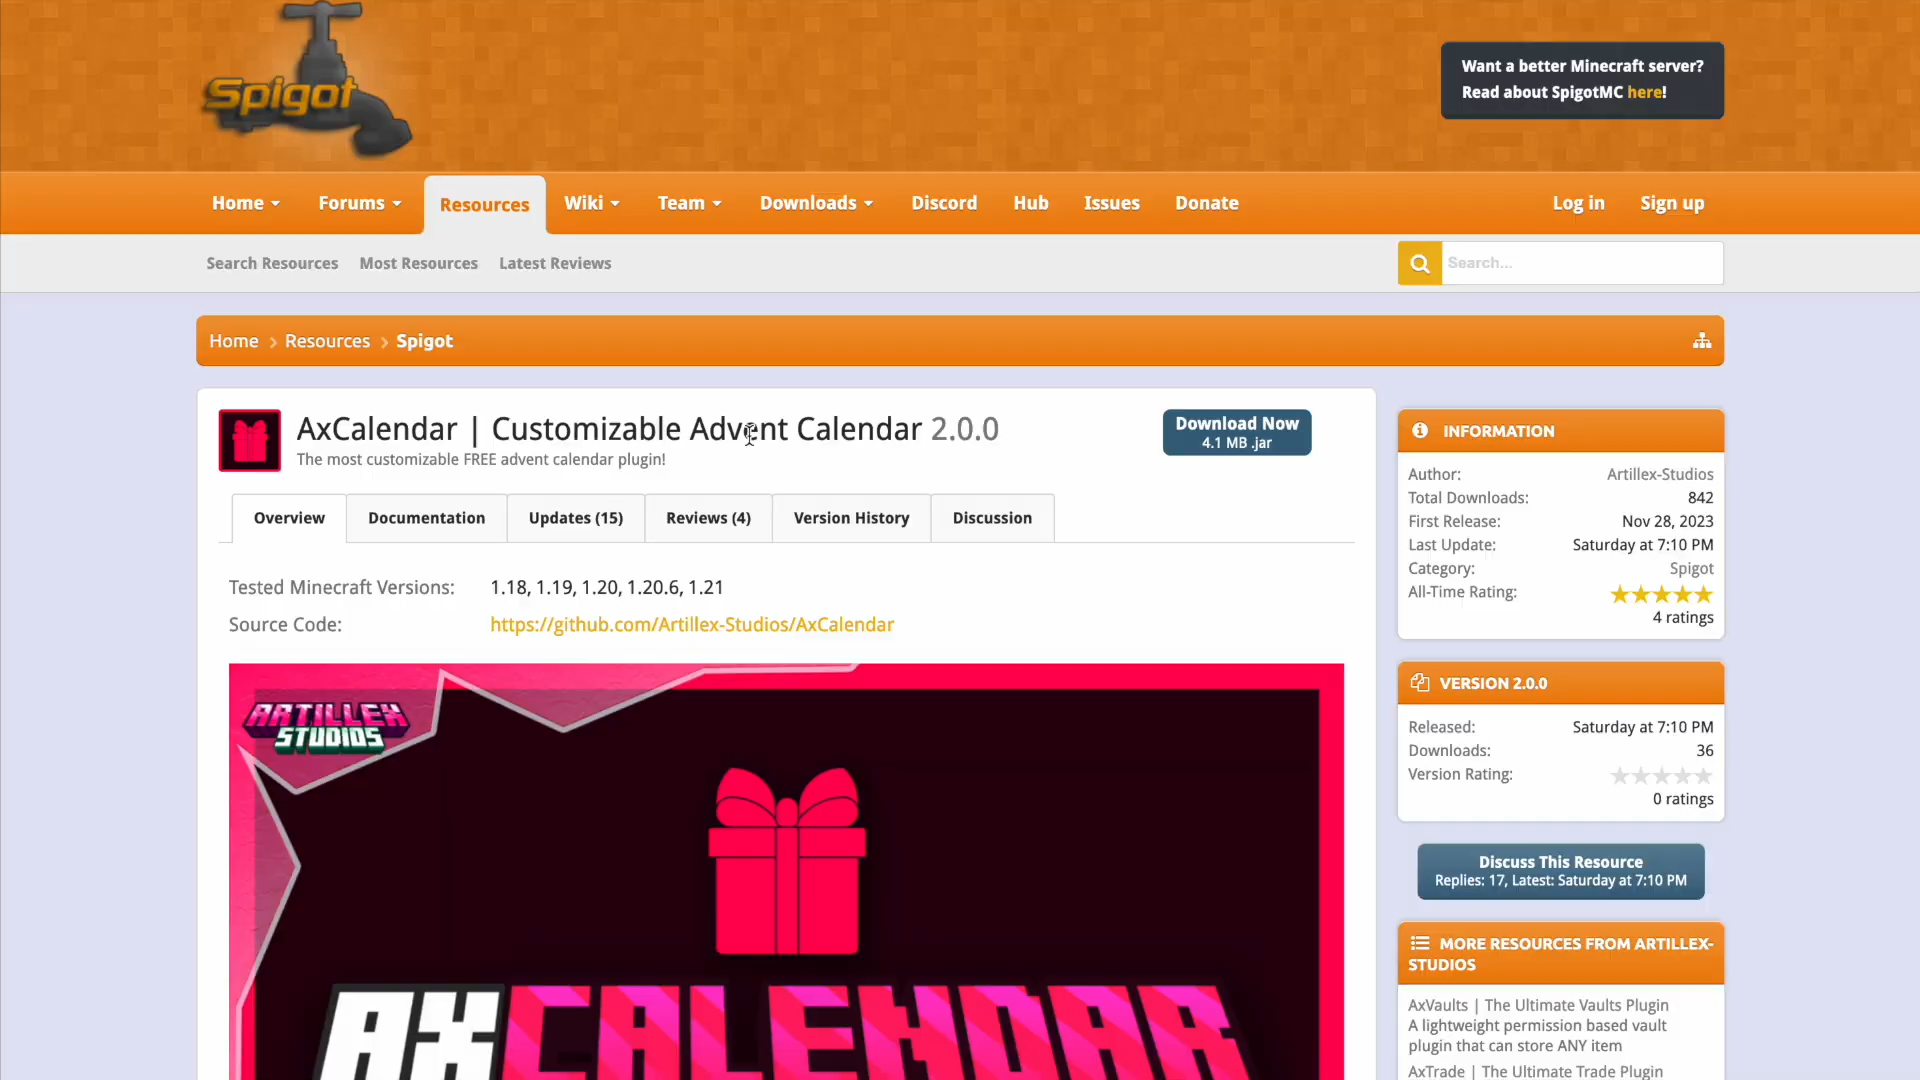 Spigot
Want a better Minecraft server?
Read about SpigotMC here!
Home
Forums
Resources
Wiki
Team
Downloads
Discord
Hub
Issues
Donate
Log in
Sign up
Search Resources
Most Resources
Latest Reviews
Search...
Home > Resources > Spigot
AxCalendar | Customizable Advent Calendar 2.0.0
The most customizable FREE advent calendar plugin!
Download Now
4.1 MB .jar
Overview
Documentation
Updates (15)
Reviews (4)
Version History
Discussion
Tested Minecraft Versions: 1.18, 1.19, 1.20, 1.20.6, 1.21
Source Code: https://github.com/Artillex-Studios/AxCalendar
ARTILLEX
STUDIOS
AXCALENDAR
INFORMATION
Author: Artillex-Studios
Total Downloads: 842
First Release: Nov 28, 2023
Last Update: Saturday at 7:10 PM
Category: Spigot
All-Time Rating:
4 ratings
VERSION 2.0.0
Released: Saturday at 7:10 PM
Downloads: 36
Version Rating:
0 ratings
Discuss This Resource
Replies: 17, Latest: Saturday at 7:10 PM
MORE RESOURCES FROM ARTILLEX-
STUDIOS
AxVaults | The Ultimate Vaults Plugin
A lightweight permission based vault
plugin that can store ANY item
AxTrade | The Ultimate Trade Plugin